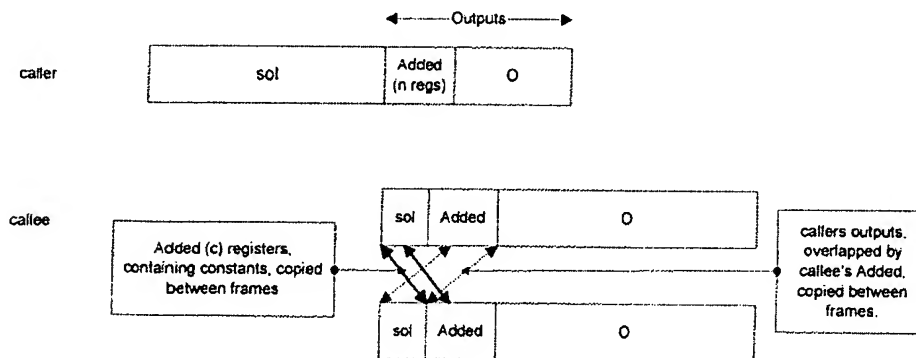 Outputs
caller
sol
Added
(n regs)
O
callee
sol
Added
O
Added (c) registers,
containing constants, copied
between frames
callers outputs,
overlapped by
callee's Added,
copied between
frames.
sol
Added
O